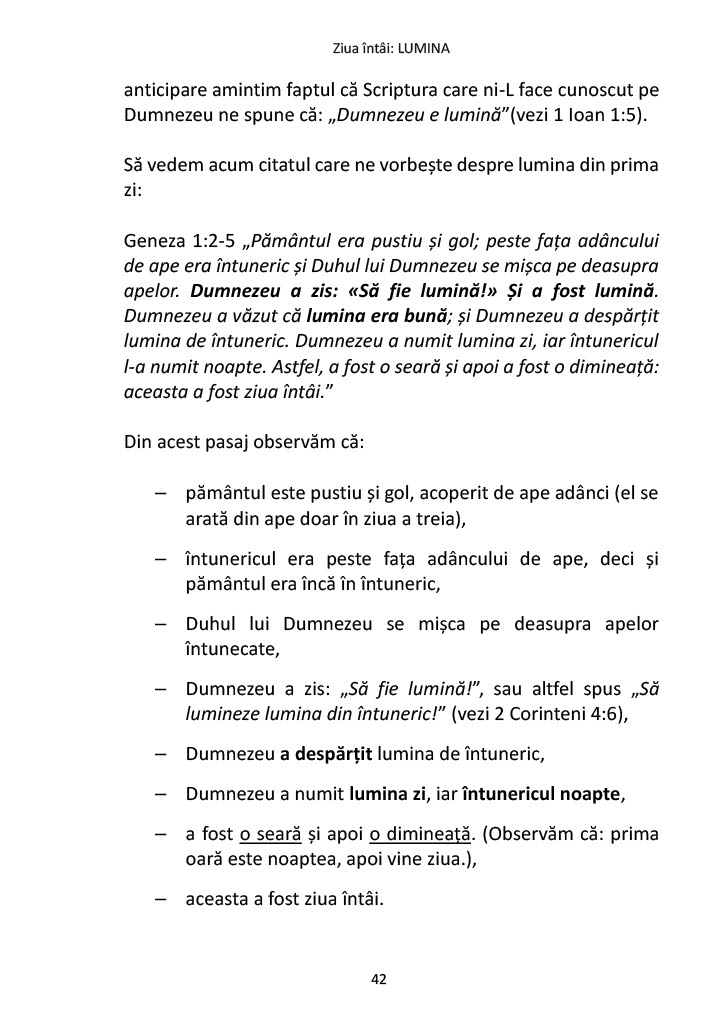 Ziua întâi: LUMINA
anticipare amintim faptul că Scriptura care ni-L face cunoscut pe
Dumnezeu ne spune că: „Dumnezeu e lumină”(vezi 1 Ioan 1:5).
Să vedem acum citatul care ne vorbește despre lumina din prima
zi:
Geneza 1:2-5 „Pământul era pustiu și gol; peste fața adâncului
de ape era întuneric și Duhul lui Dumnezeu se mișca pe deasupra
apelor. Dumnezeu a zis: «Să fie lumină!» Și a fost lumină.
Dumnezeu a văzut că lumina era bună; și Dumnezeu a despărțit
lumina de întuneric. Dumnezeu a numit lumina zi, iar întunericul
l-a numit noapte. Astfel, a fost o seară și apoi a fost o dimineață:
aceasta a fost ziua întâi.”
Din acest pasaj observăm că:
– pământul este pustiu și gol, acoperit de ape adânci (el se
arată din ape doar în ziua a treia),
– întunericul era peste fața adâncului de ape, deci și
pământul era încă în întuneric,
– Duhul lui Dumnezeu se mișca pe deasupra apelor
întunecate,
– Dumnezeu a zis: „Să fie lumină!”, sau altfel spus „Să
lumineze lumina din întuneric!” (vezi 2 Corinteni 4:6),
– Dumnezeu a despărțit lumina de întuneric,
– Dumnezeu a numit lumina zi, iar întunericul noapte,
– a fost o seară și apoi o dimineață. (Observăm că: prima
oară este noaptea, apoi vine ziua.),
– aceasta a fost ziua întâi.
42